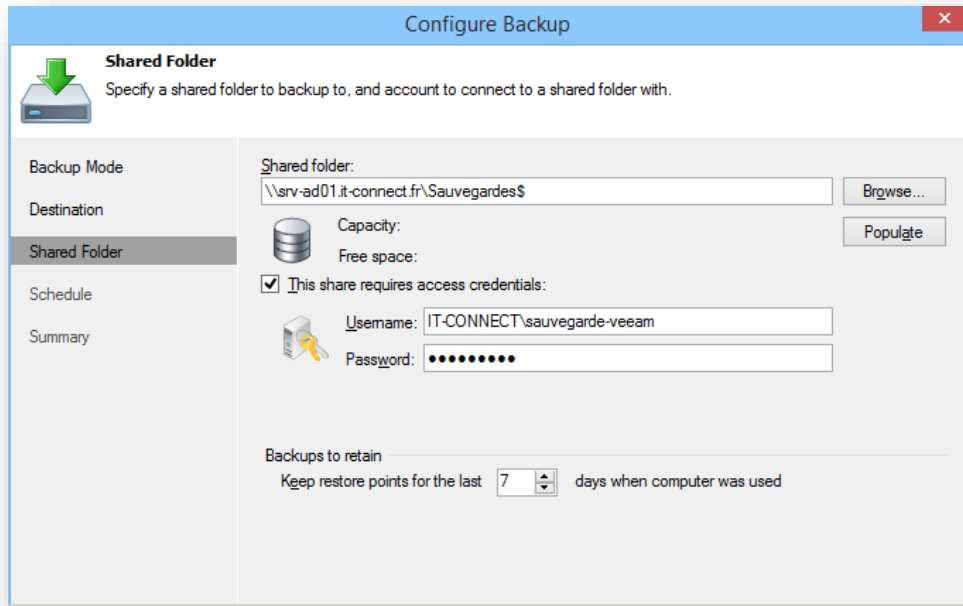 Configure Backup
Shared Folder
Specify a shared folder to backup to, and account to connect to a shared folder with.
Backup Mode
Destination
Shared Folder
Schedule
Summary
Shared folder:
\\srv-ad01.it-connect.fr\Sauvegardes$
Browse...
Capacity:
Populate
Free space:
This share requires access credentials:
Username: IT-CONNECT\sauvegarde-veeam
Password: •••••••••
Backups to retain
Keep restore points for the last 7 days when computer was used